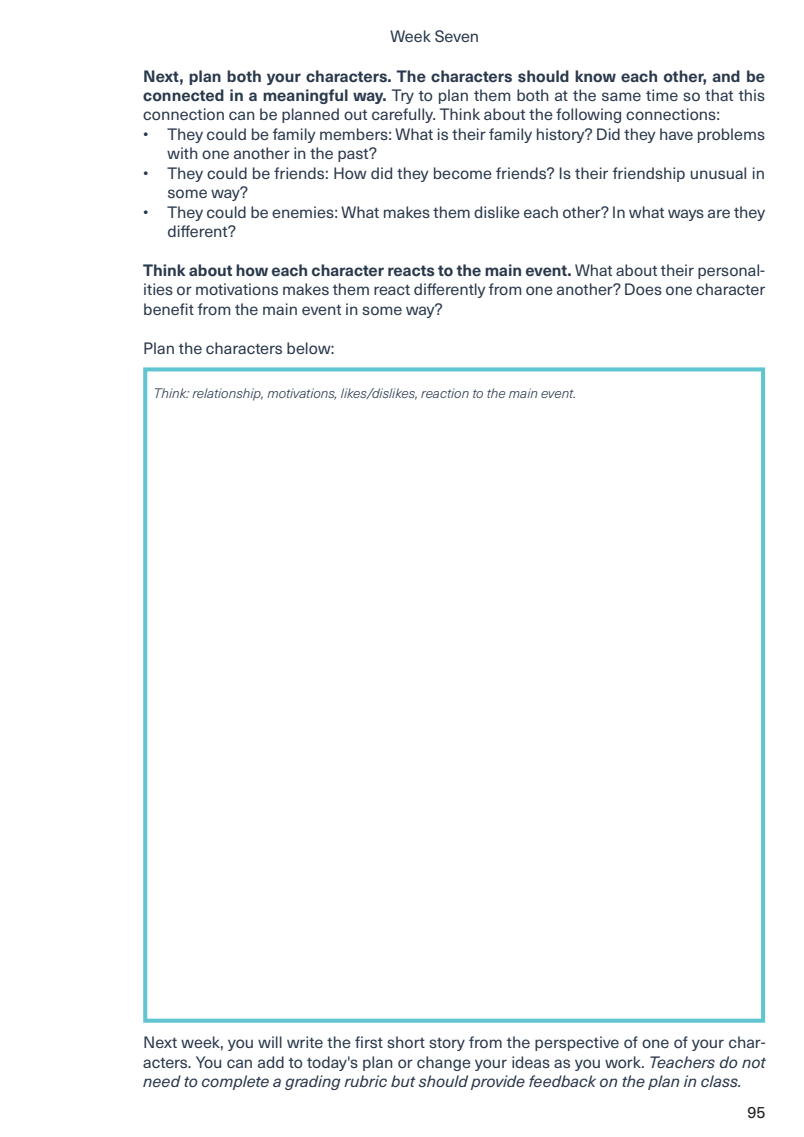 Week Seven
Next, plan both your characters. The characters should know each other, and be
connected in a meaningful way. Try to plan them both at the same time so that this
connection can be planned out carefully. Think about the following connections:
• They could be family members: What is their family history? Did they have problems
with one another in the past?
• They could be friends: How did they become friends? Is their friendship unusual in
some way?
• They could be enemies: What makes them dislike each other? In what ways are they
different?
Think about how each character reacts to the main event. What about their personal-
ities or motivations makes them react differently from one another? Does one character
benefit from the main event in some way?
Plan the characters below:
Think: relationship, motivations, likes/dislikes, reaction to the main event.
Next week, you will write the first short story from the perspective of one of your char-
acters. You can add to today's plan or change your ideas as you work. Teachers do not
need to complete a grading rubric but should provide feedback on the plan in class.
95